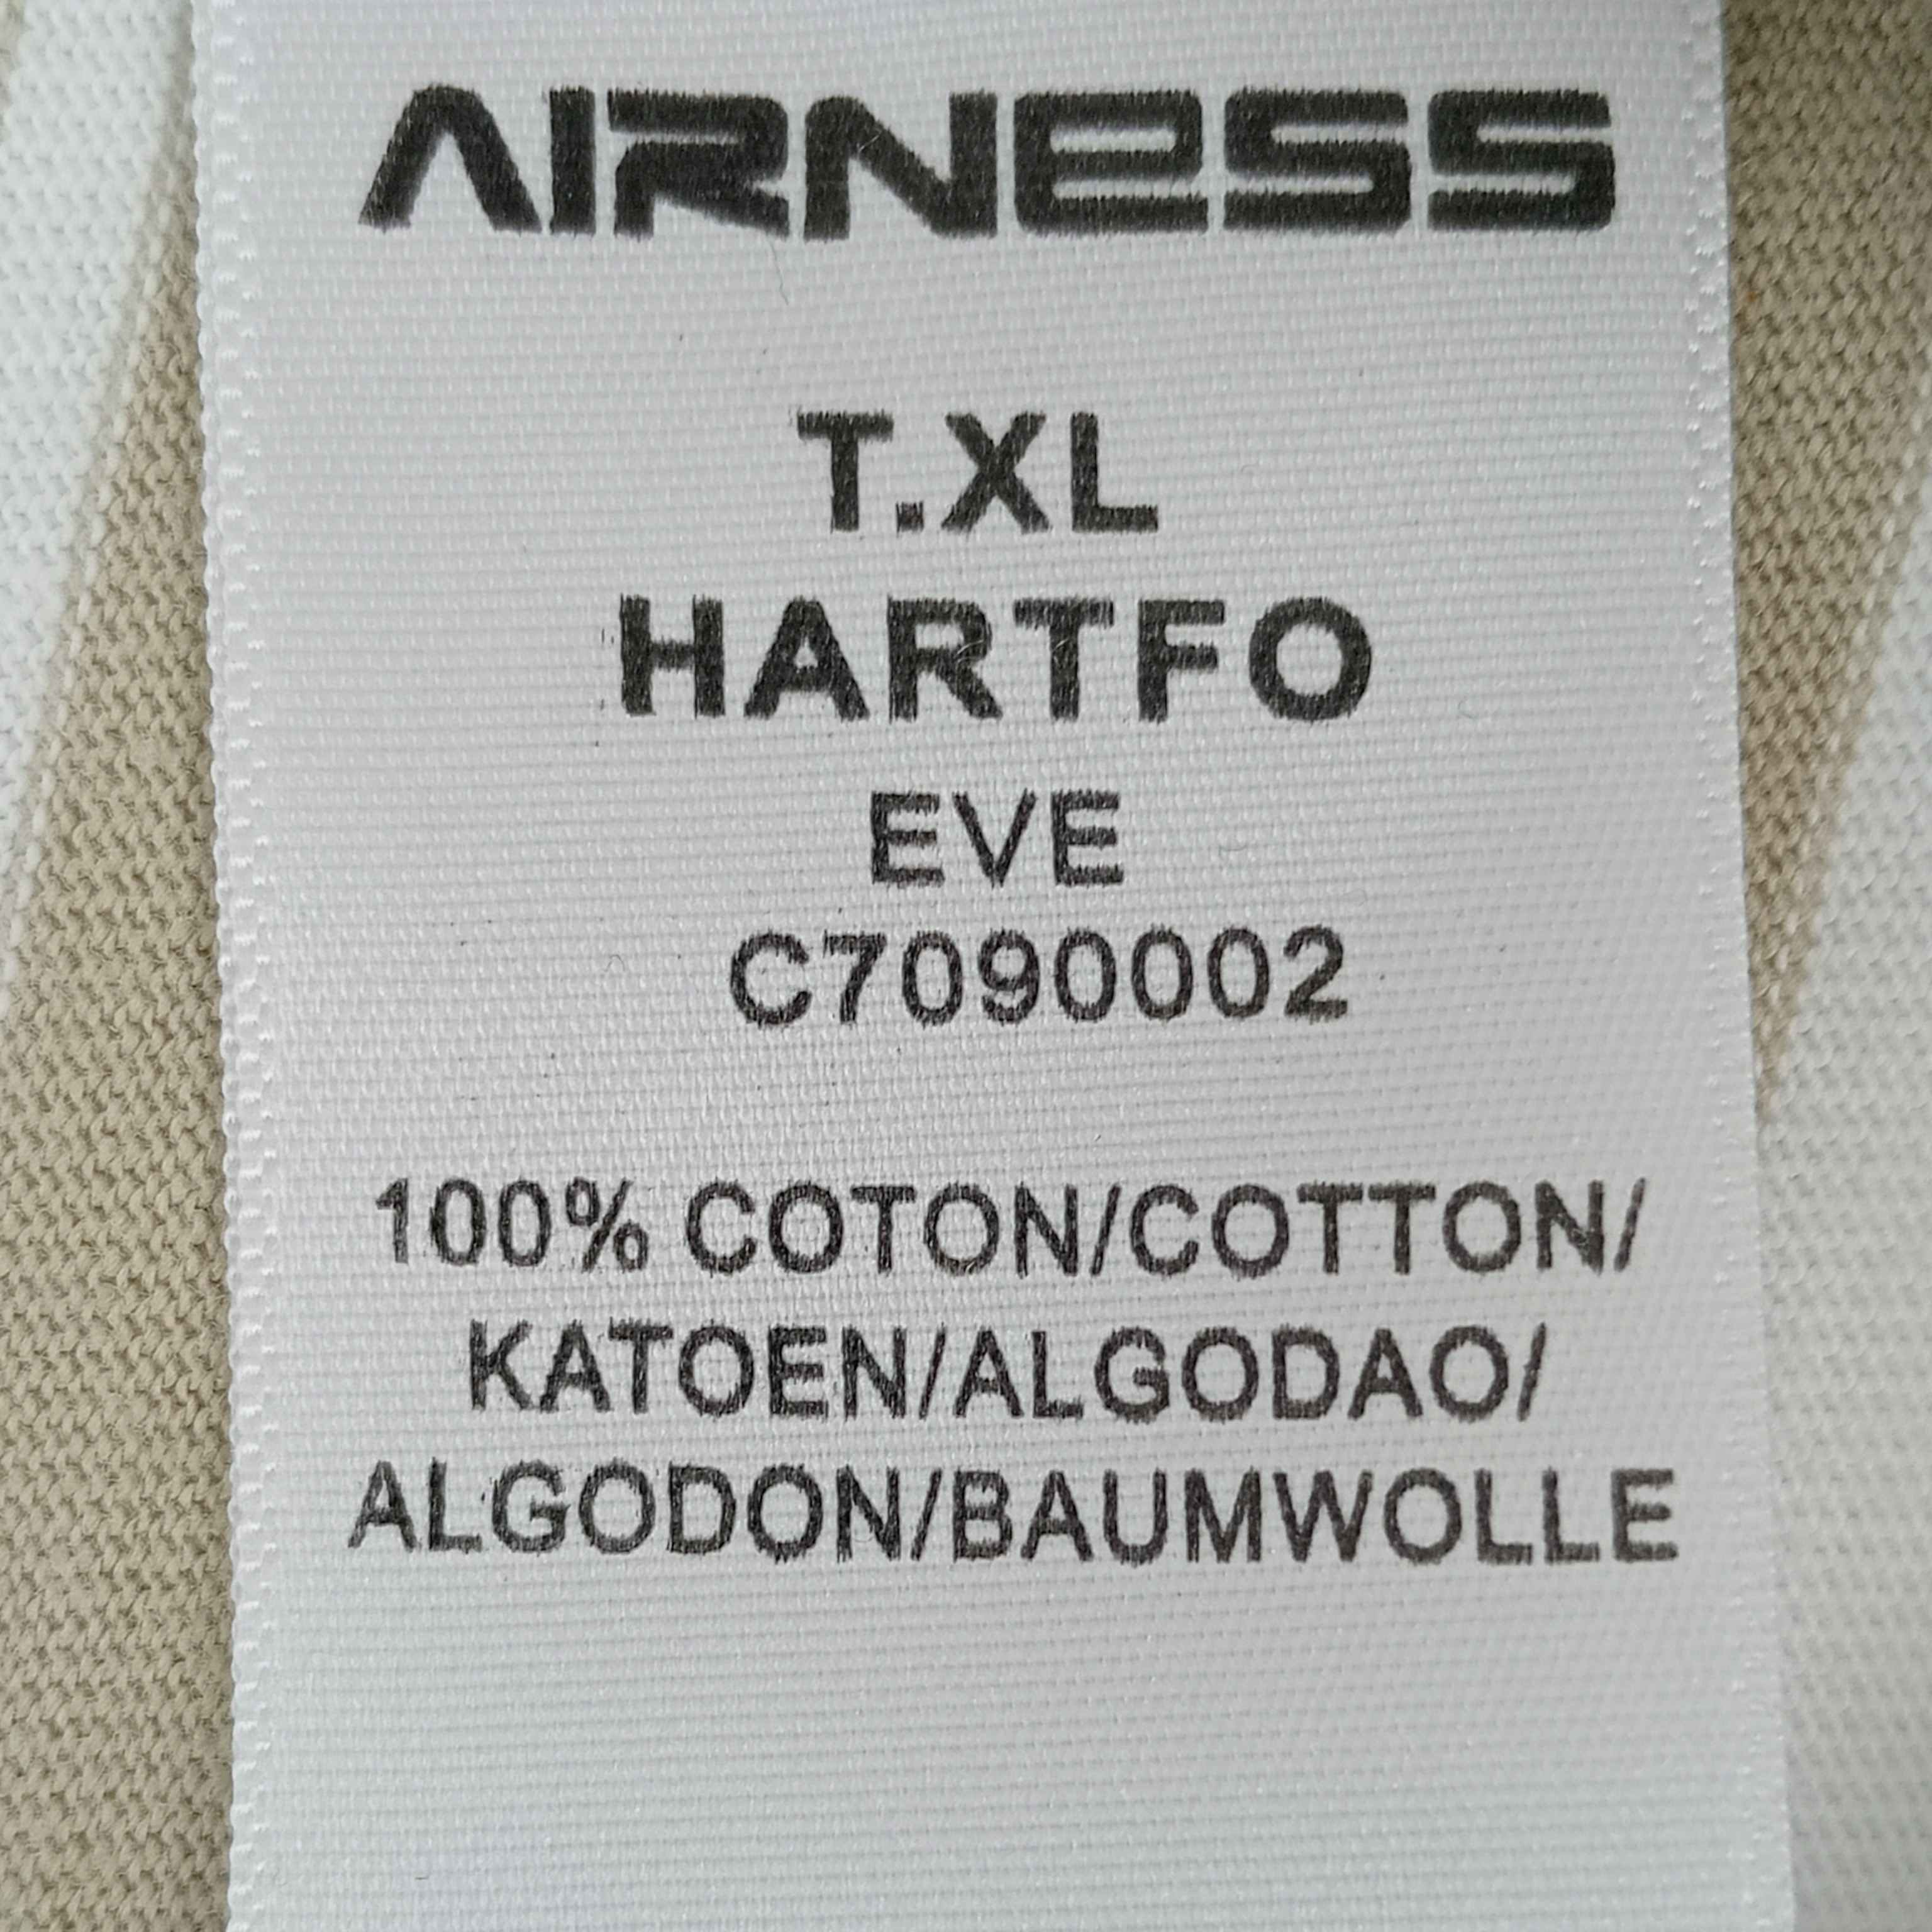 AIRNESS
T.XL
HARTFO
EVE
C7090002
100% COTON/COTTON/
KATOEN/ALGODAO/
ALGODON/BAUMWOLLE